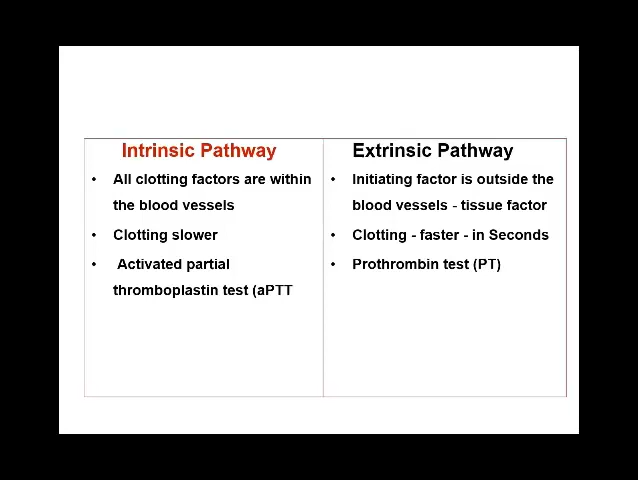 Intrinsic Pathway
• All clotting factors are within
the blood vessels
• Clotting slower
• Activated partial
thromboplastin test (aPTT
Extrinsic Pathway
• Initiating factor is outside the
blood vessels - tissue factor
• Clotting - faster - in Seconds
• Prothrombin test (PT)